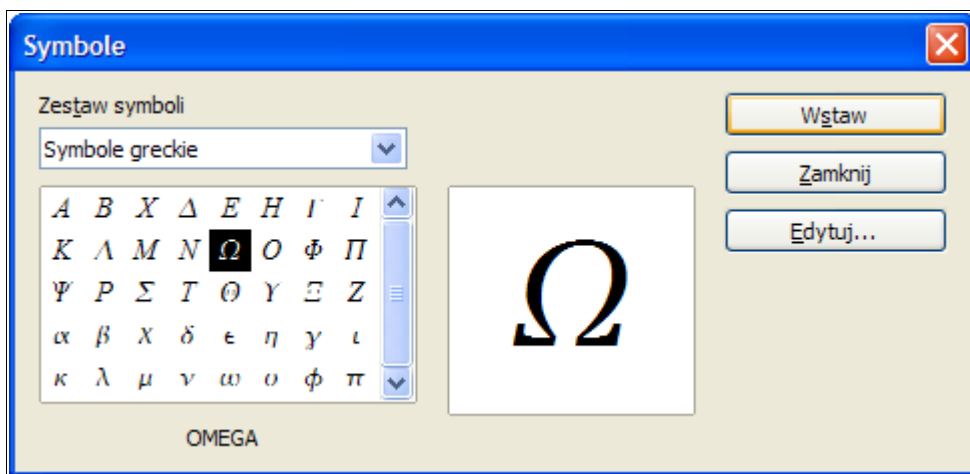 Symbole
Zestaw symboli
Symbole greckie
Α Β Χ Δ Ε Η Γ Ι
Κ Λ Μ Ν Ω Ο Φ Π
Ψ Ρ Σ Τ Θ Υ Ξ Ζ
α β χ δ ϵ η γ ι
κ λ μ ν ω ο ϕ π
OMEGA
Ω
Wstaw
Zamknij
Edytuj...